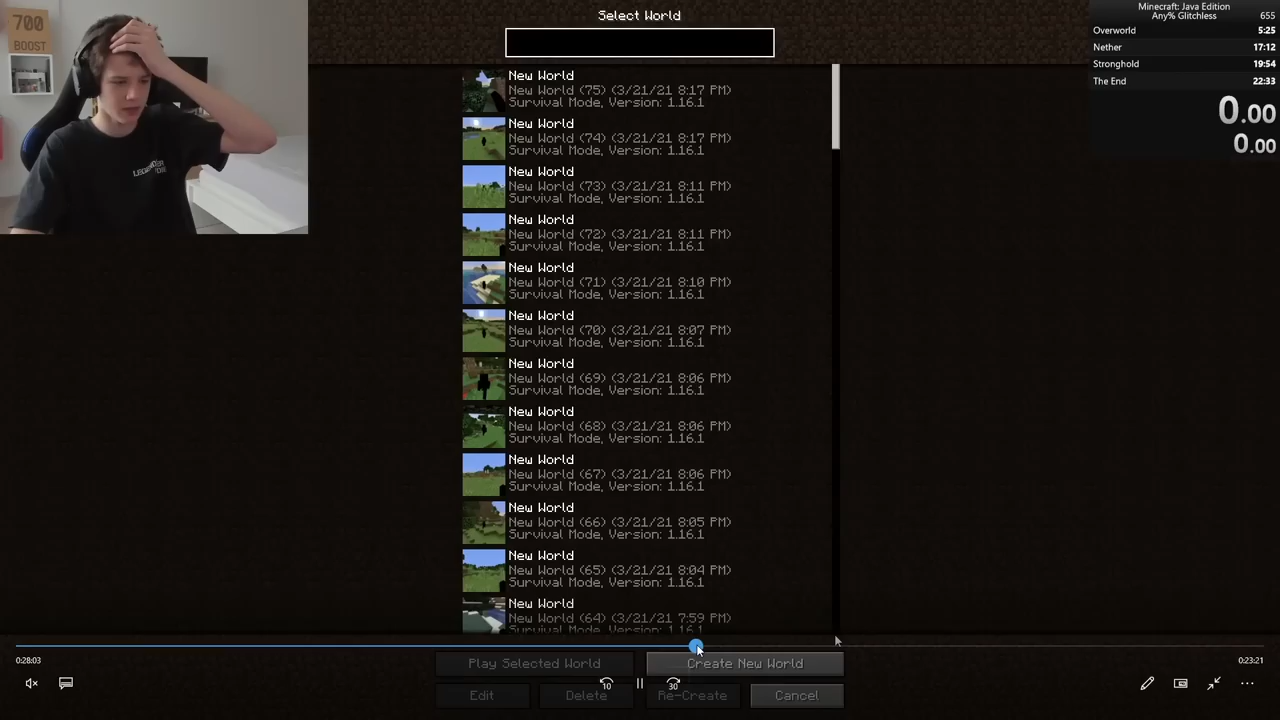 700
BOOST
Select World
Minecraft: Java Edition
Any% Glitchless 655
Overworld 5:25
Nether 17:12
Stronghold 19:54
The End 22:33
0.00
0.00
New World
New World (75) (3/21/21 8:17 PM)
Survival Mode, Version: 1.16.1
New World
New World (74) (3/21/21 8:17 PM)
Survival Mode, Version: 1.16.1
New World
New World (73) (3/21/21 8:11 PM)
Survival Mode, Version: 1.16.1
New World
New World (72) (3/21/21 8:11 PM)
Survival Mode, Version: 1.16.1
New World
New World (71) (3/21/21 8:10 PM)
Survival Mode, Version: 1.16.1
New World
New World (70) (3/21/21 8:07 PM)
Survival Mode, Version: 1.16.1
New World
New World (69) (3/21/21 8:06 PM)
Survival Mode, Version: 1.16.1
New World
New World (68) (3/21/21 8:06 PM)
Survival Mode, Version: 1.16.1
New World
New World (67) (3/21/21 8:06 PM)
Survival Mode, Version: 1.16.1
New World
New World (66) (3/21/21 8:05 PM)
Survival Mode, Version: 1.16.1
New World
New World (65) (3/21/21 8:04 PM)
Survival Mode, Version: 1.16.1
New World
New World (64) (3/21/21 7:59 PM)
Survival Mode, Version: 1.16.1
0:28:03 0:23:21
Play Selected World Create New World
Edit Delete Re-Create Cancel
10 30